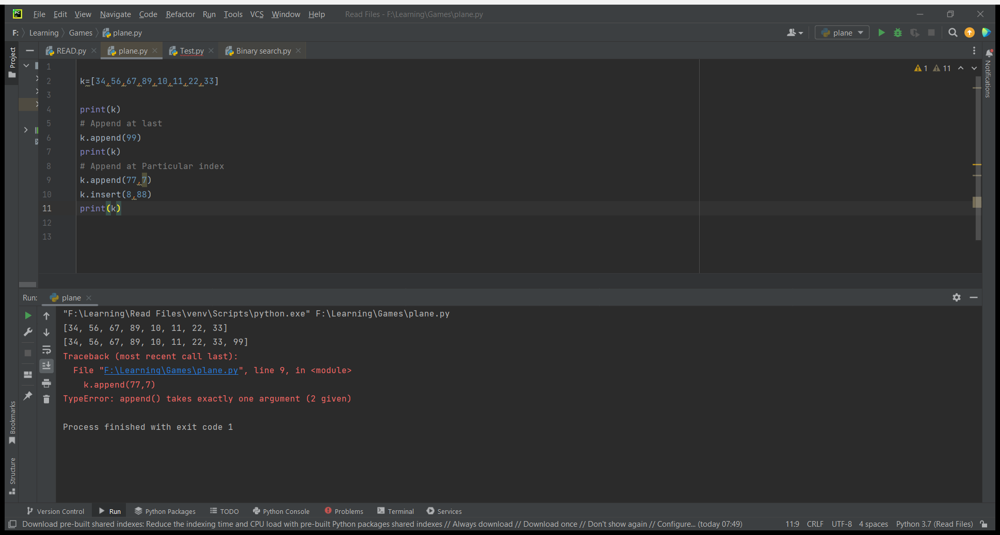 File Edit View Navigate Code Refactor Run Tools VCS Window Help Read Files - F:\Learning\Games\plane.py
F: Learning Games plane.py plane
Project
READ.py plane.py Test.py Binary search.py
1
2 k=[34,56,67,89,10,11,22,33]
3
4 print(k)
5 # Append at last
6 k.append(99)
7 print(k)
8 # Append at Particular index
9 k.append(77,7)
10 k.insert(8,88)
11 print(k)
12
13
1 11
Notifications
Run: plane
"F:\Learning\Read Files\venv\Scripts\python.exe" F:\Learning\Games\plane.py
[34, 56, 67, 89, 10, 11, 22, 33]
[34, 56, 67, 89, 10, 11, 22, 33, 99]
Traceback (most recent call last):
File "F:\Learning\Games\plane.py", line 9, in <module>
k.append(77,7)
TypeError: append() takes exactly one argument (2 given)
Process finished with exit code 1
Bookmarks
Structure
Version Control Run Python Packages TODO Python Console Problems Terminal Services
Download pre-built shared indexes: Reduce the indexing time and CPU load with pre-built Python packages shared indexes // Always download // Download once // Don't show again // Configure... (today 07:49) 11:9 CRLF UTF-8 4 spaces Python 3.7 (Read Files)